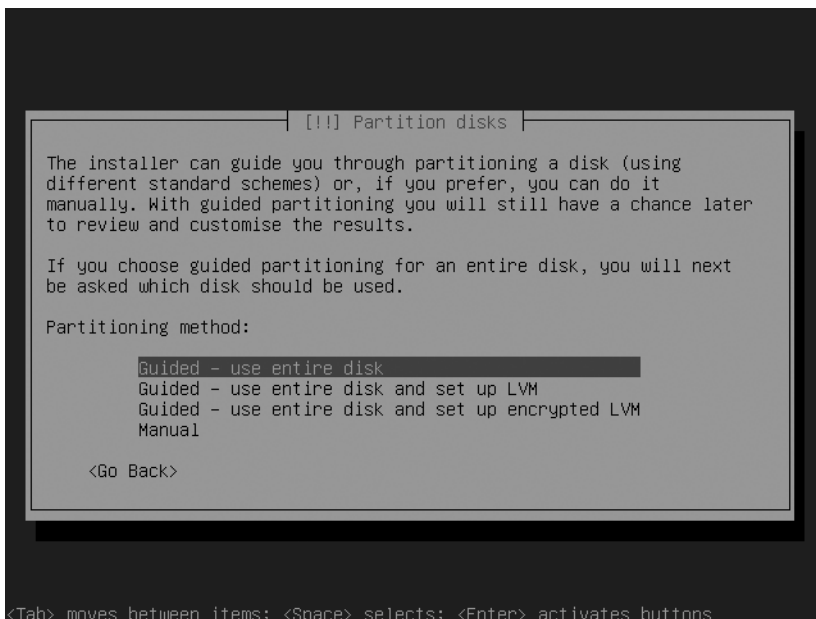 [!!] Partition disks
The installer can guide you through partitioning a disk (using
different standard schemes) or, if you prefer, you can do it
manually. With guided partitioning you will still have a chance later
to review and customise the results.
If you choose guided partitioning for an entire disk, you will next
be asked which disk should be used.
Partitioning method:
Guided - use entire disk
Guided - use entire disk and set up LVM
Guided - use entire disk and set up encrypted LVM
Manual
<Go Back>
<Tab> moves between items; <Space> selects; <Enter> activates buttons